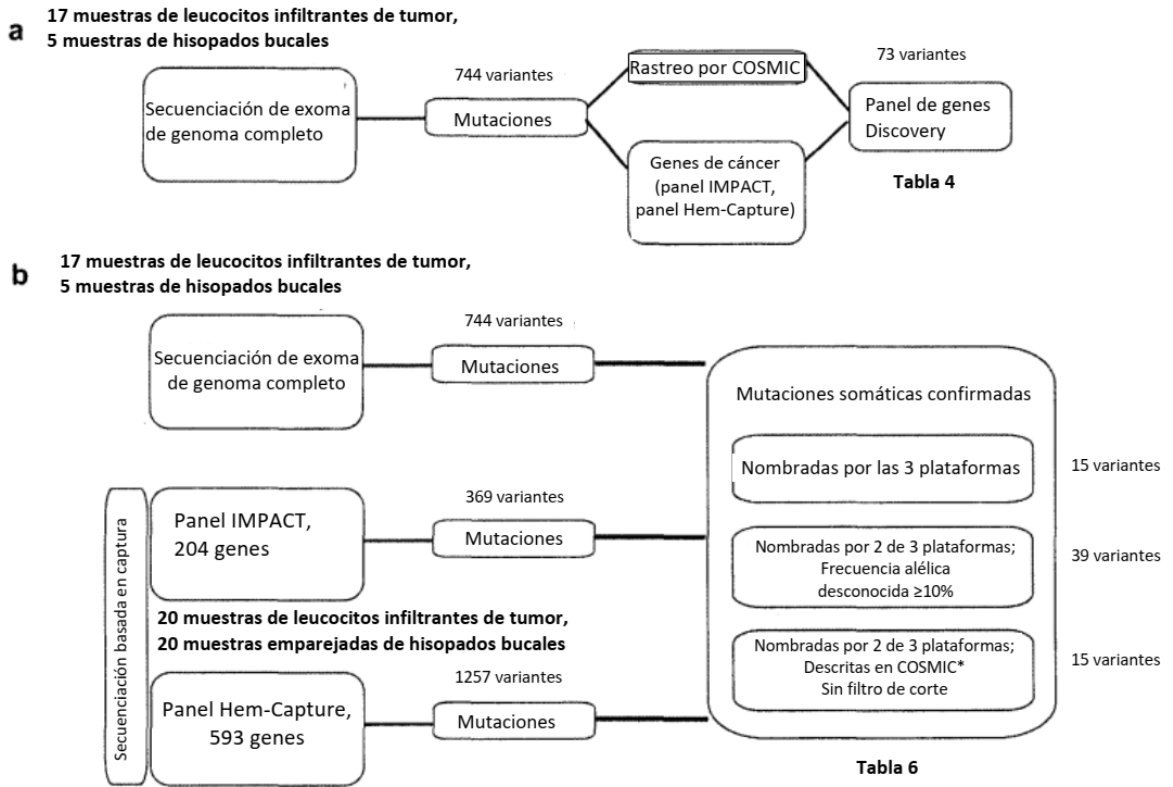 a
17 muestras de leucocitos infiltrantes de tumor,
5 muestras de hisopados bucales
Secuenciación de exoma
de genoma completo
744 variantes
Mutaciones
Rastreo por COSMIC
Genes de cáncer
(panel IMPACT,
panel Hem-Capture)
73 variantes
Panel de genes
Discovery
Tabla 4
b
17 muestras de leucocitos infiltrantes de tumor,
5 muestras de hisopados bucales
Secuenciación de exoma
de genoma completo
744 variantes
Mutaciones
Secuenciación basada en captura
Panel IMPACT,
204 genes
369 variantes
Mutaciones
20 muestras de leucocitos infiltrantes de tumor,
20 muestras emparejadas de hisopados bucales
Panel Hem-Capture,
593 genes
1257 variantes
Mutaciones
Mutaciones somáticas confirmadas
Nombradas por las 3 plataformas
15 variantes
Nombradas por 2 de 3 plataformas;
Frecuencia alélica
desconocida ≥10%
39 variantes
Nombradas por 2 de 3 plataformas;
Descritas en COSMIC*
Sin filtro de corte
15 variantes
Tabla 6